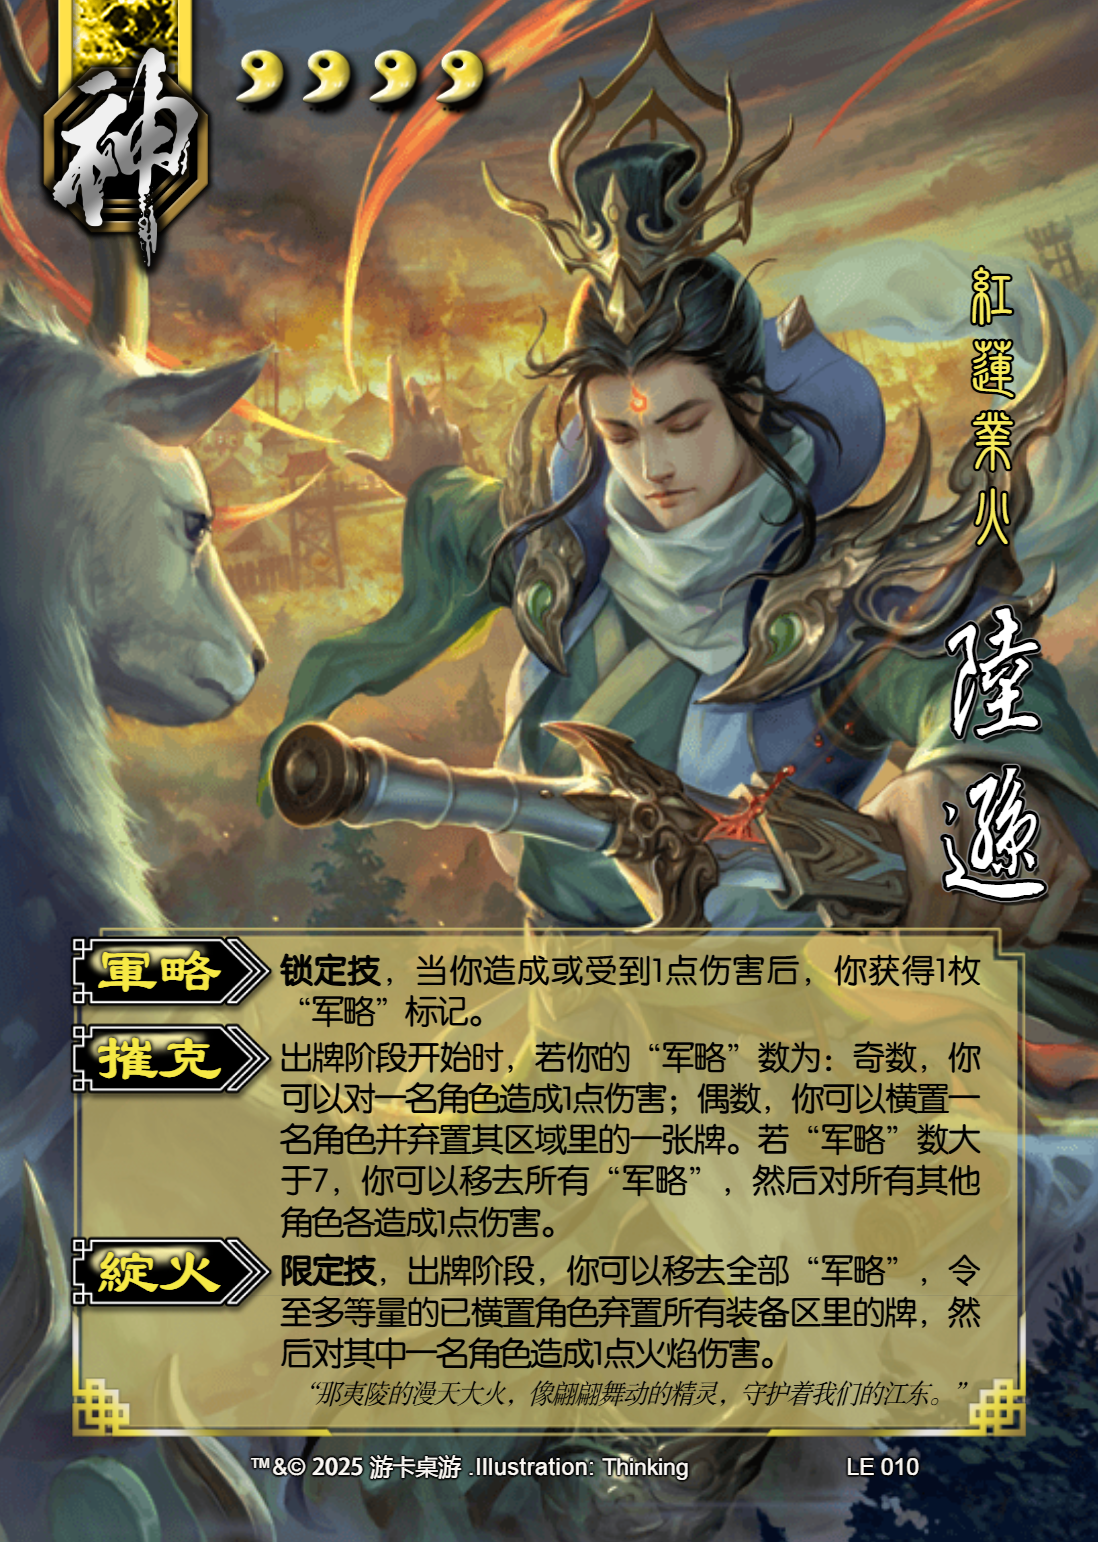 神
紅蓮業火
陸遜
軍略
锁定技，当你造成或受到1点伤害后，你获得1枚
“军略”标记。
摧克
出牌阶段开始时，若你的“军略”数为：奇数，你
可以对一名角色造成1点伤害；偶数，你可以横置一
名角色并弃置其区域里的一张牌。若“军略”数大
于7，你可以移去所有“军略”，然后对所有其他
角色各造成1点伤害。
綻火
限定技，出牌阶段，你可以移去全部“军略”，令
至多等量的已横置角色弃置所有装备区里的牌，然
后对其中一名角色造成1点火焰伤害。
“那夷陵的漫天大火，像翩翩舞动的精灵，守护着我们的江东。”
™&© 2025 游卡桌游 .Illustration: Thinking
LE 010